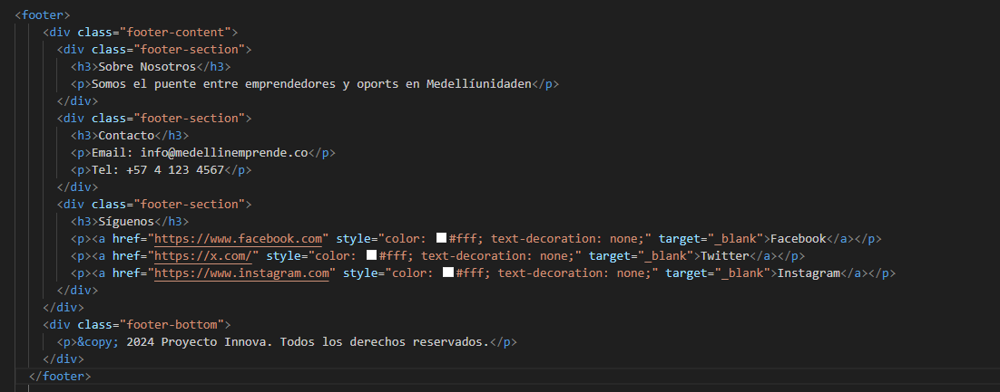 <footer>
<div class="footer-content">
<div class="footer-section">
<h3>Sobre Nosotros</h3>
<p>Somos el puente entre emprendedores y oports en Medellíunidaden</p>
</div>
<div class="footer-section">
<h3>Contacto</h3>
<p>Email: info@medellinemprende.co</p>
<p>Tel: +57 4 123 4567</p>
</div>
<div class="footer-section">
<h3>Síguenos</h3>
<p><a href="https://www.facebook.com" style="color: #fff; text-decoration: none;" target="_blank">Facebook</a></p>
<p><a href="https://x.com/" style="color: #fff; text-decoration: none;" target="_blank">Twitter</a></p>
<p><a href="https://www.instagram.com" style="color: #fff; text-decoration: none;" target="_blank">Instagram</a></p>
</div>
</div>
<div class="footer-bottom">
<p>&copy; 2024 Proyecto Innova. Todos los derechos reservados.</p>
</div>
</footer>